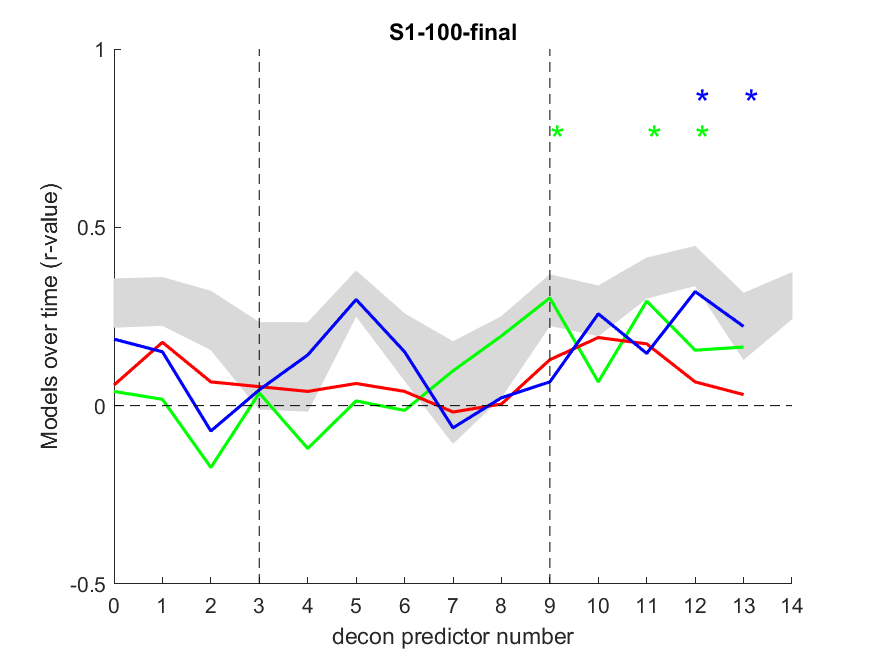 S1-100-final
1
0.5
0
-0.5
Models over time (r-value)
* *
* * *
0 1 2 3 4 5 6 7 8 9 10 11 12 13 14
decon predictor number